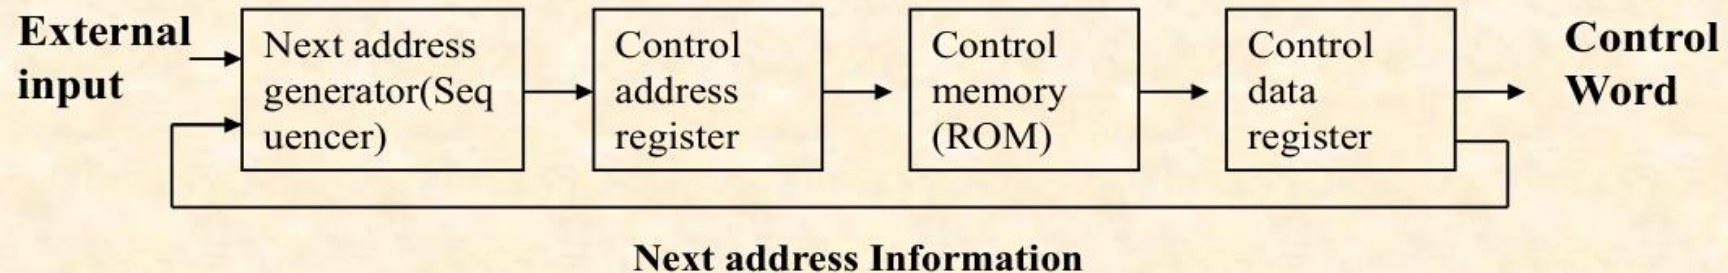 External
input
Next address
generator(Seq
uencer)
Control
address
register
Control
memory
(ROM)
Control
data
register
Control
Word
Next address Information